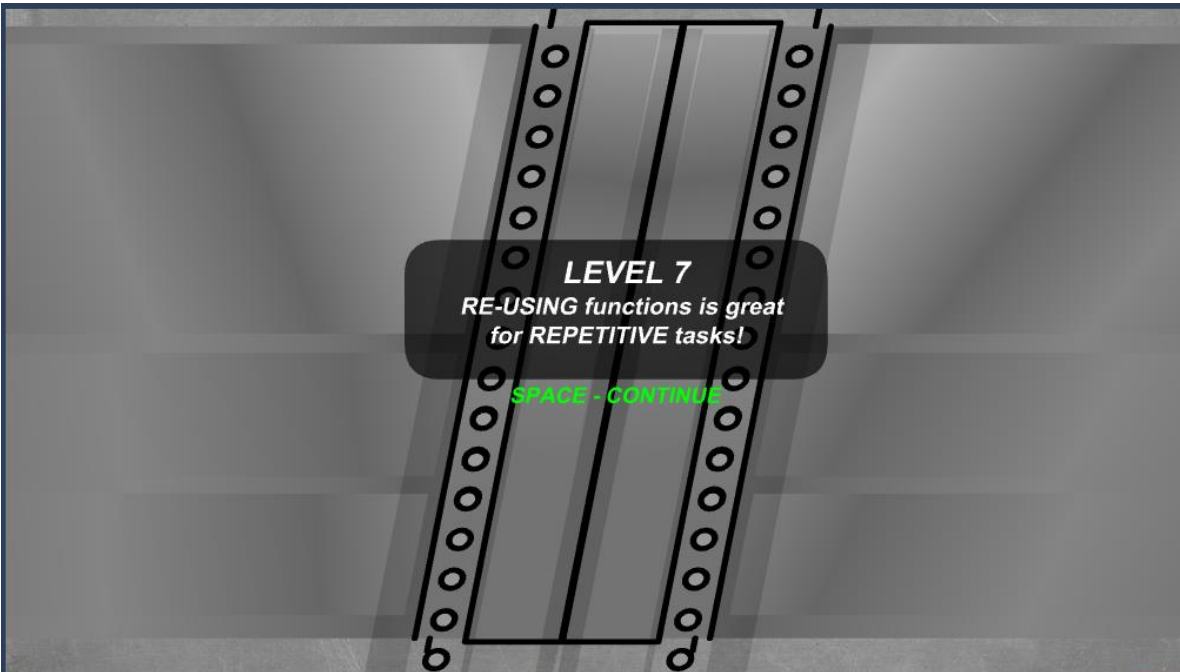 LEVEL 7
RE-USING functions is great
for REPETITIVE tasks!
SPACE - CONTINUE